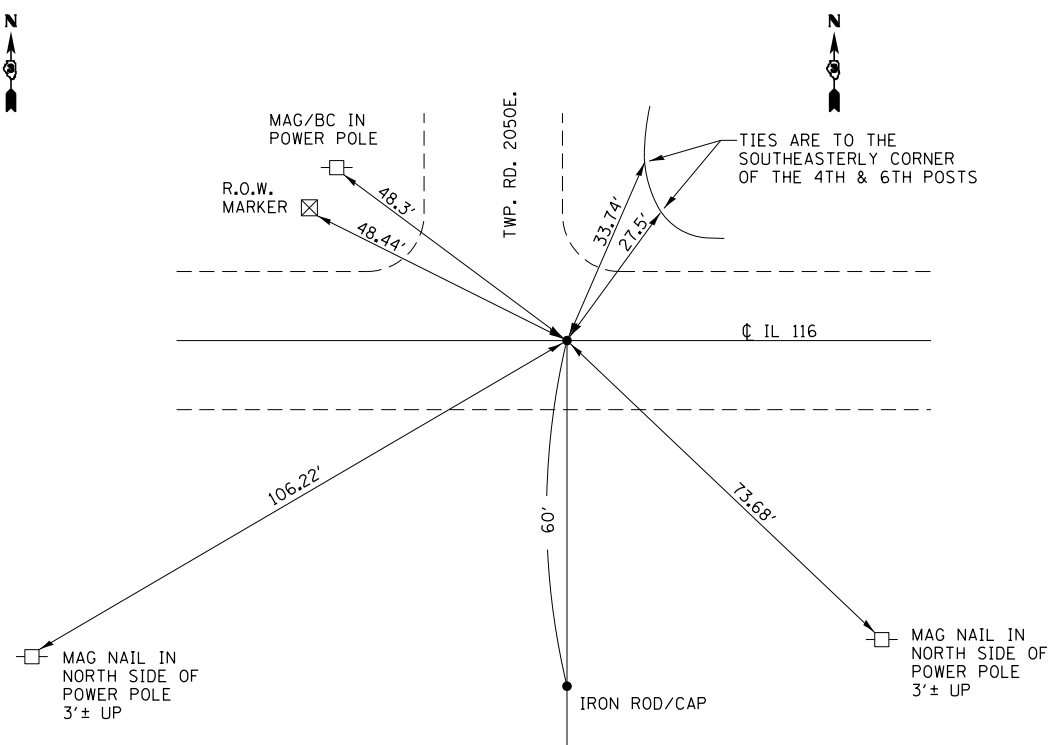 N
N
MAG/BC IN
POWER POLE
R.O.W.
MARKER
48.3'
48.44'
TWP. RD. 2050E.
33.74'
27.5'
TIES ARE TO THE
SOUTHEASTERLY CORNER
OF THE 4TH & 6TH POSTS
℄ IL 116
106.22'
60'
73.68'
MAG NAIL IN
NORTH SIDE OF
POWER POLE
3'± UP
IRON ROD/CAP
MAG NAIL IN
NORTH SIDE OF
POWER POLE
3'± UP